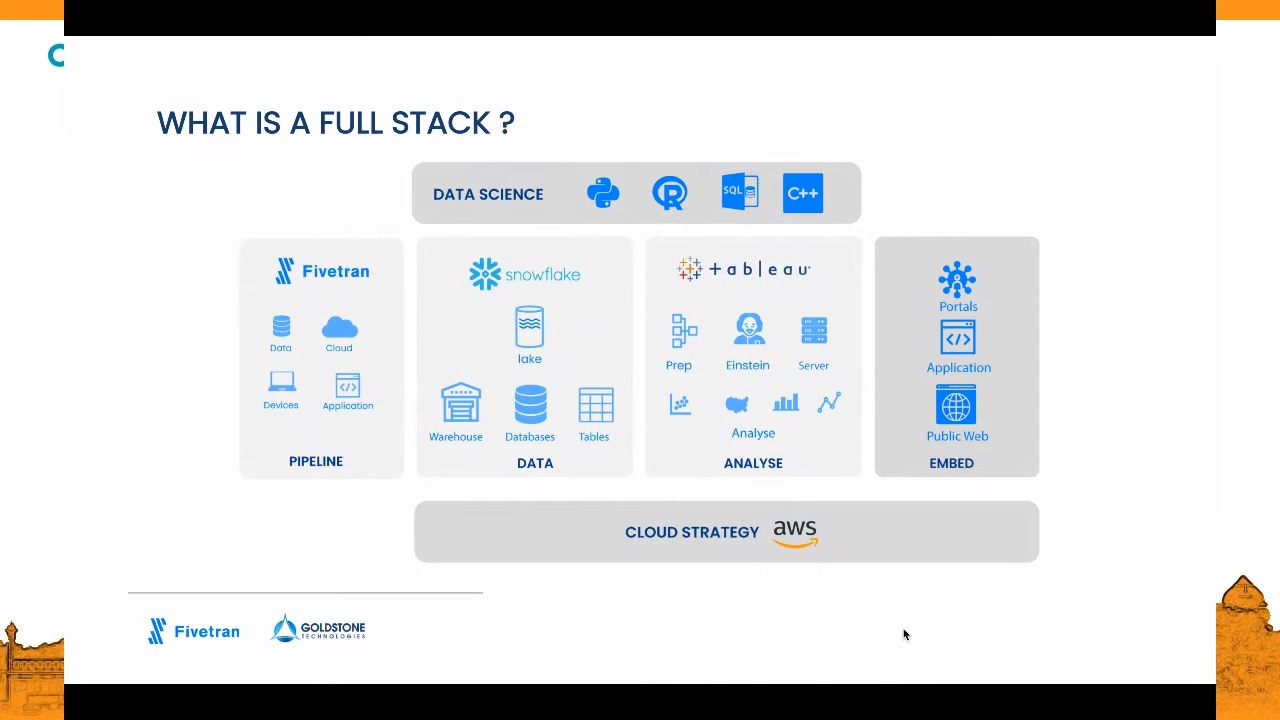 WHAT IS A FULL STACK ?
DATA SCIENCE
R
SQL
C++
Fivetran
Data
Cloud
Devices
Application
PIPELINE
snowflake
lake
Warehouse
Databases
Tables
DATA
+ableau
Prep
Einstein
Server
Analyse
ANALYSE
Portals
Application
Public Web
EMBED
CLOUD STRATEGY
aws
Fivetran
GOLDSTONE
TECHNOLOGIES